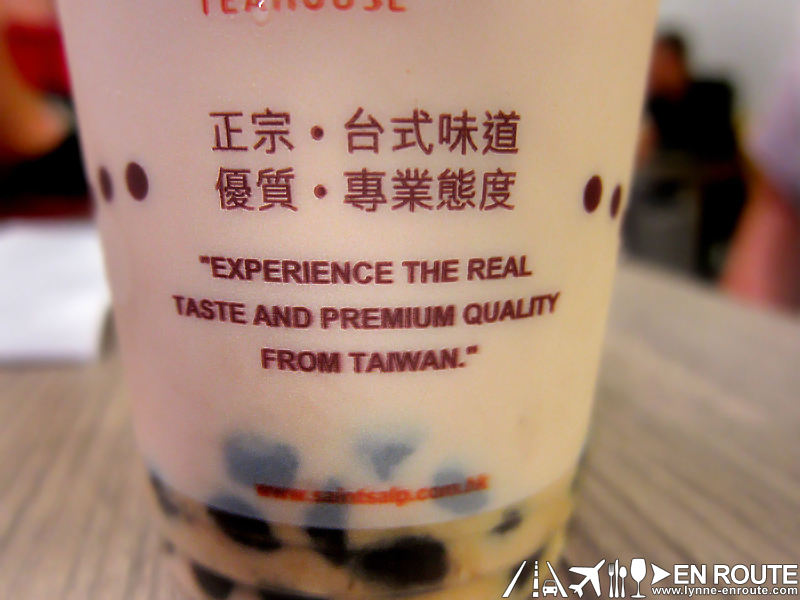 TEAHOUSE
正宗・台式味道
優質・專業態度
"EXPERIENCE THE REAL
TASTE AND PREMIUM QUALITY
FROM TAIWAN."
www.saintsalp.com.hk
EN ROUTE
www.lynne-enroute.com